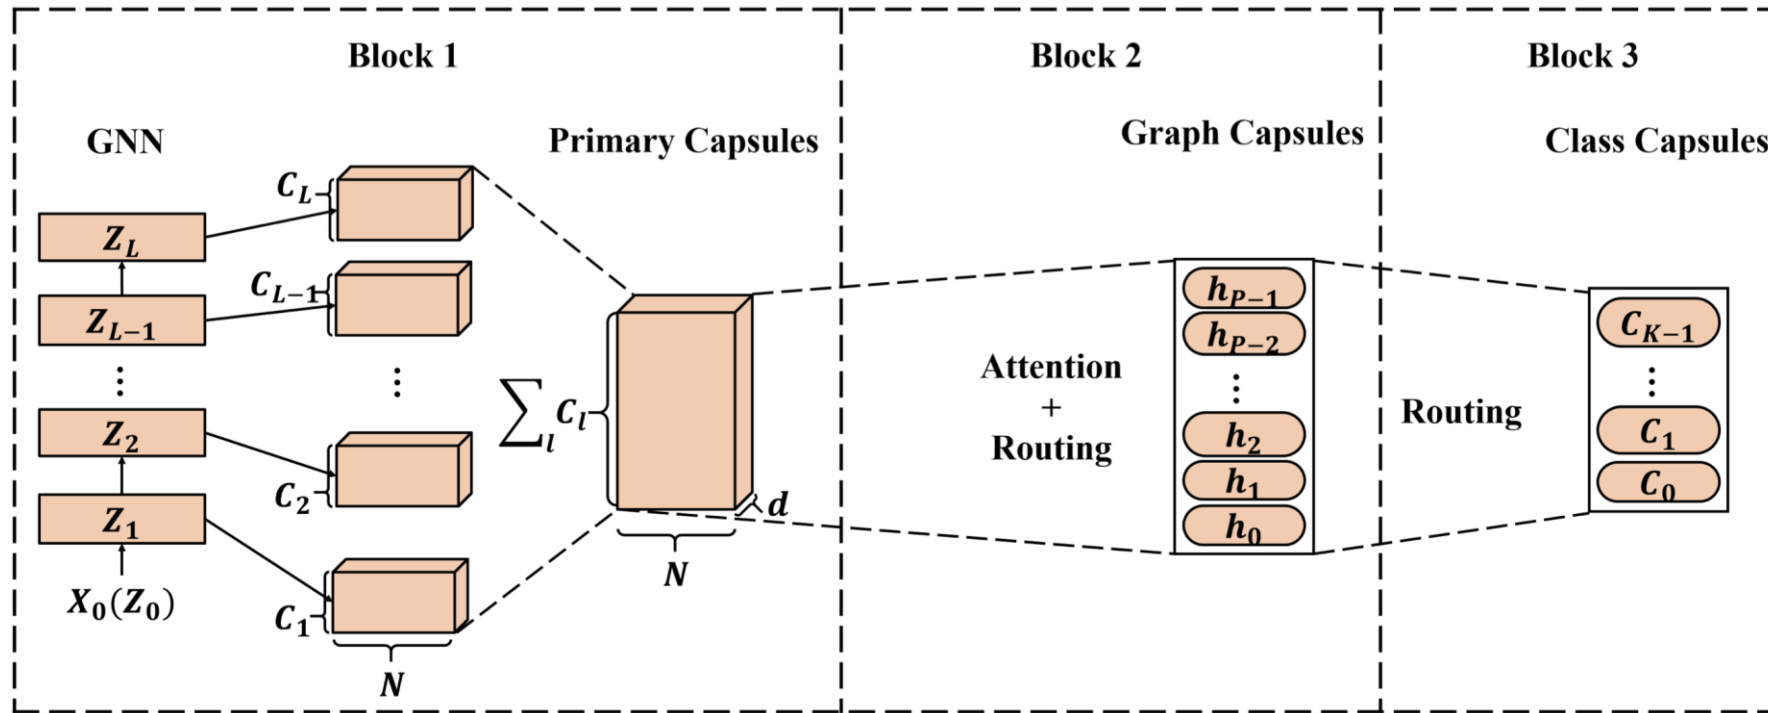 Block 1
Block 2
Block 3
GNN
Primary Capsules
Graph Capsules
Class Capsules
Z_L
Z_{L-1}
⋮
Z_2
Z_1
X_0(Z_0)
C_L
C_{L-1}
⋮
C_2
C_1
N
∑_l C_l
d
N
Attention
+
Routing
h_{P-1}
h_{P-2}
⋮
h_2
h_1
h_0
Routing
C_{K-1}
⋮
C_1
C_0